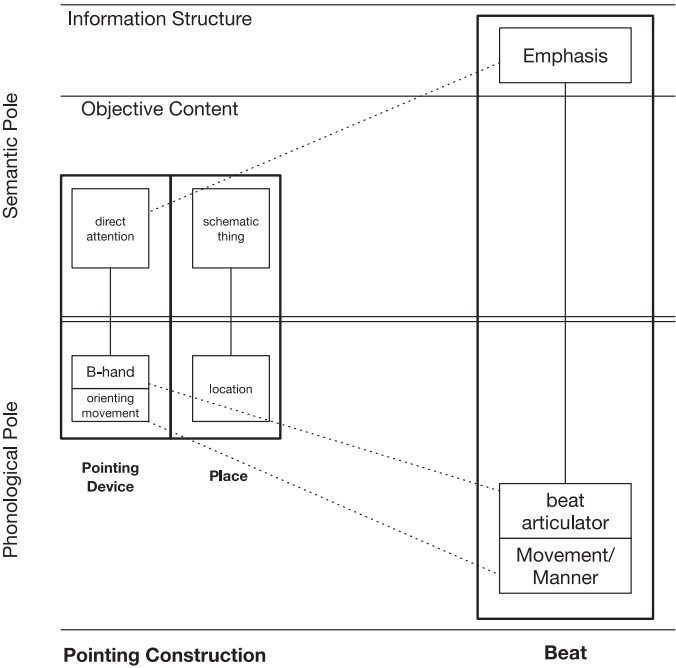 Information Structure
Emphasis
Objective Content
Semantic Pole
direct
attention
schematic
thing
B-hand
orienting
movement
location
Phonological Pole
Pointing
Device
Place
beat
articulator
Movement/
Manner
Pointing Construction
Beat